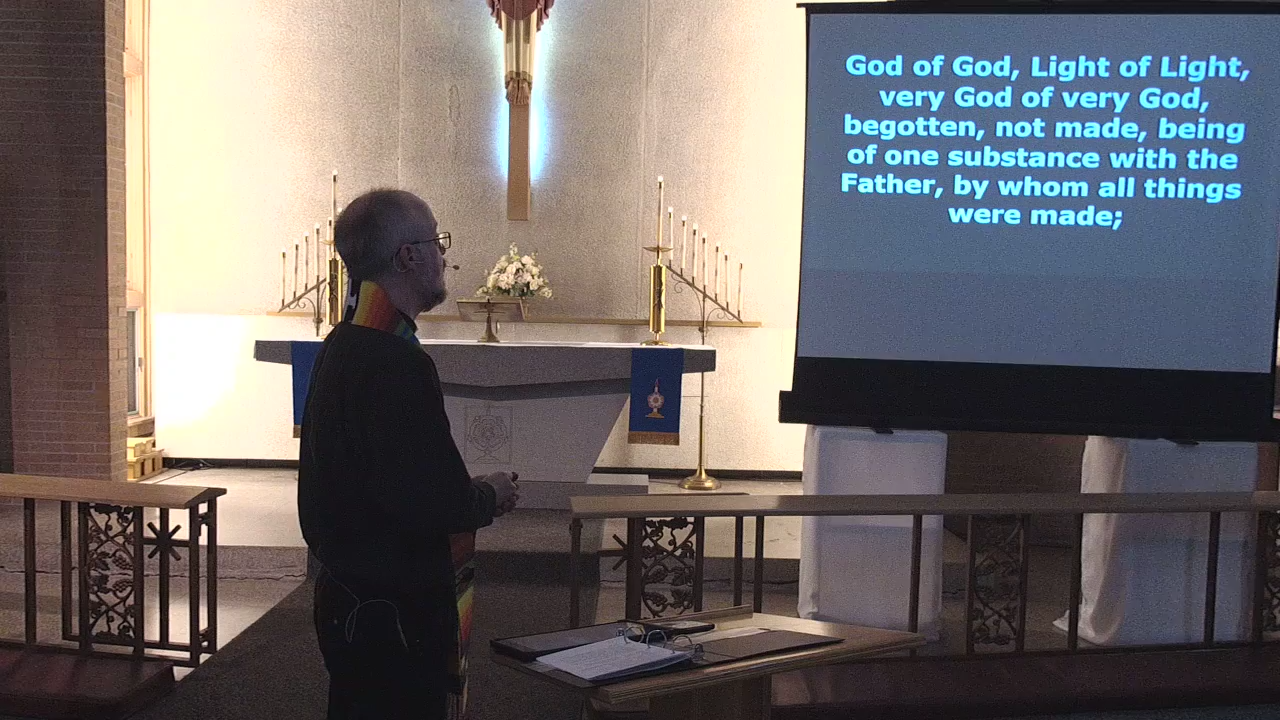 God of God, Light of Light,
very God of very God,
begotten, not made, being
of one substance with the
Father, by whom all things
were made;